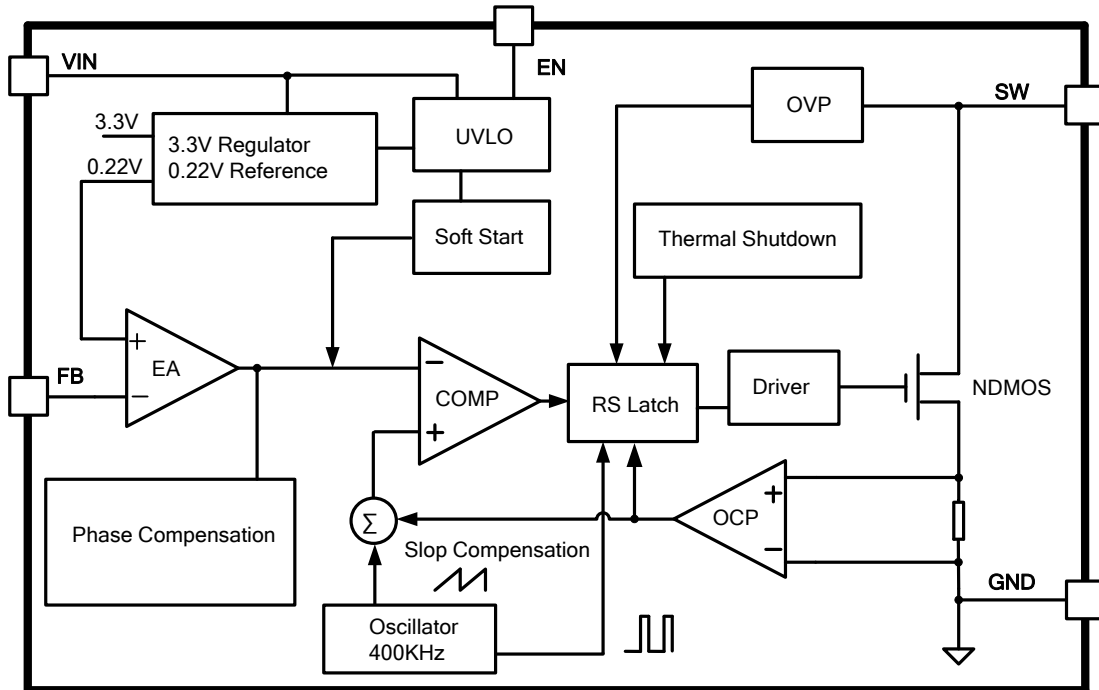 VIN
EN
SW
OVP
3.3V
3.3V Regulator
0.22V Reference
UVLO
0.22V
Soft Start
Thermal Shutdown
+
EA
−
FB
−
COMP
+
RS Latch
Driver
NDMOS
Phase Compensation
Σ
+
OCP
−
Slop Compensation
GND
Oscillator
400KHz